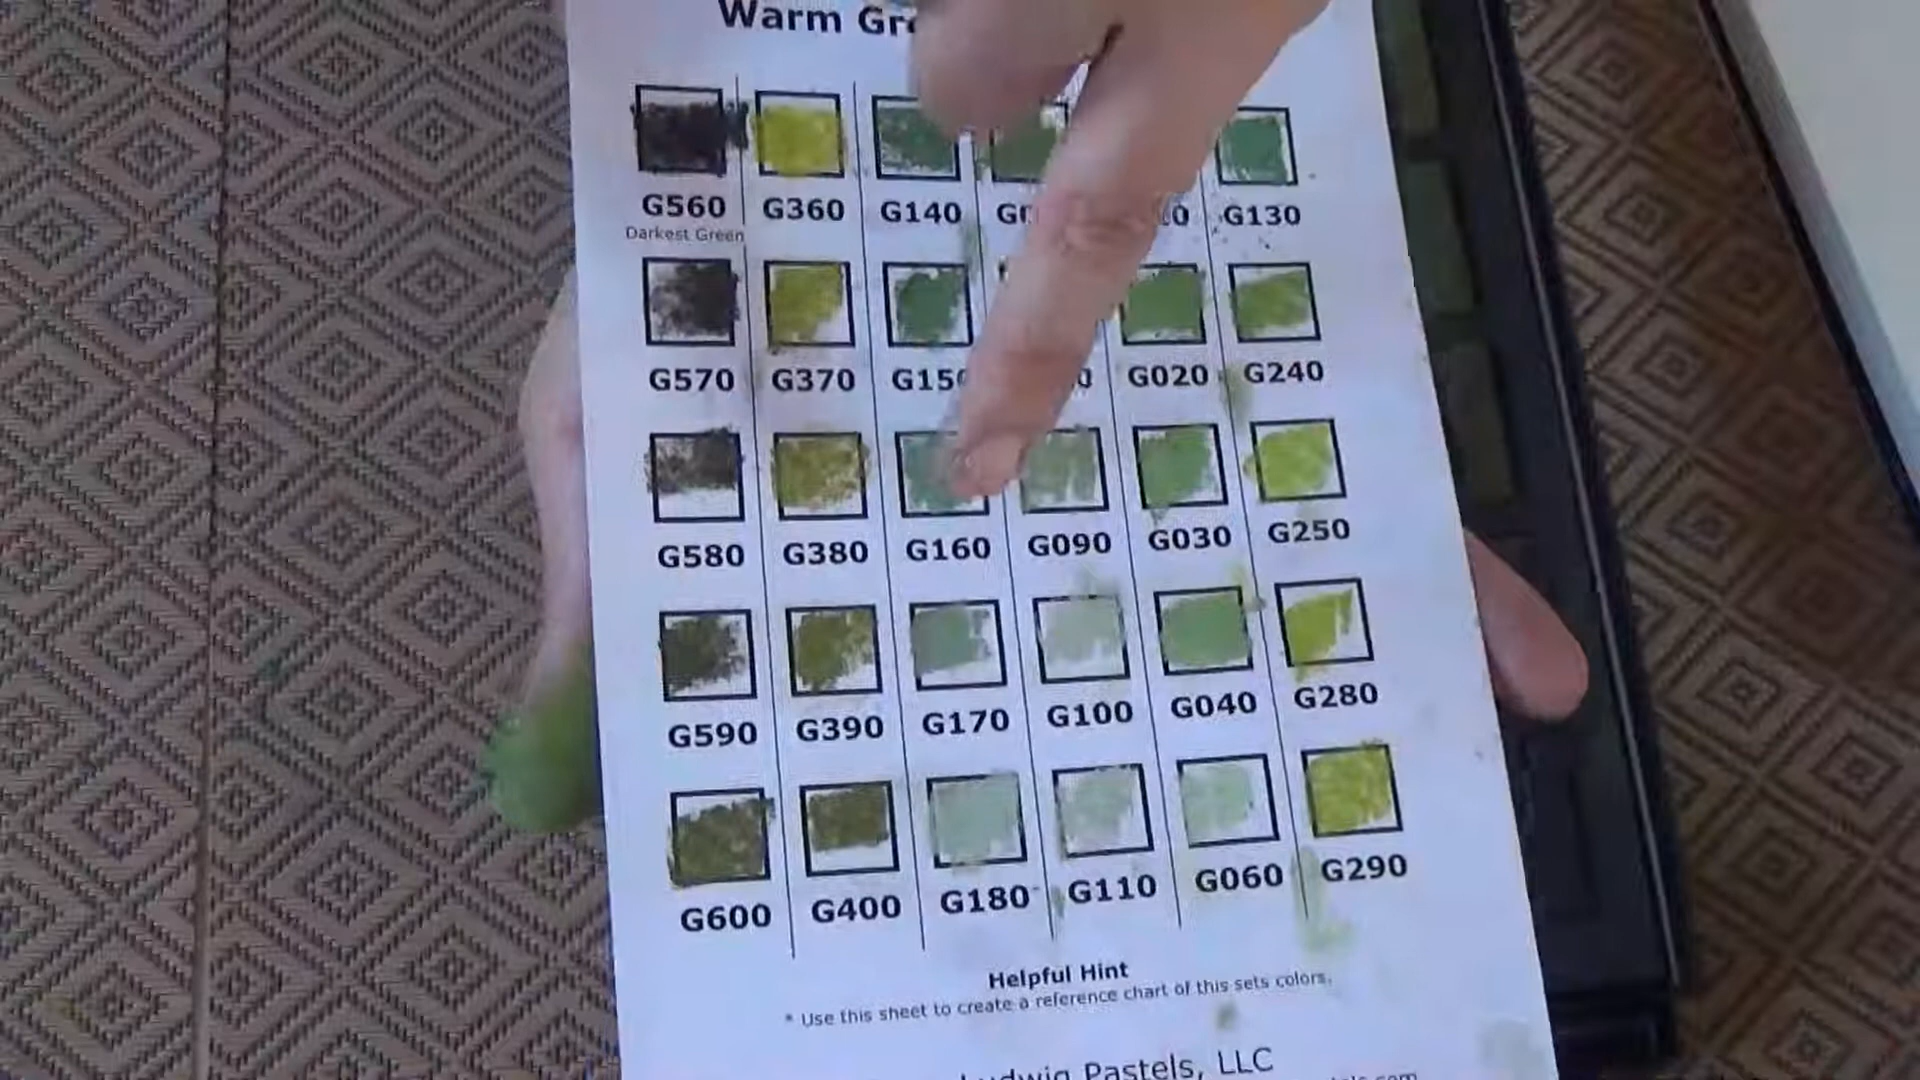 Warm
G560 G360 G140 G130
Darkest Green
G570 G370 G020 G240
G580 G380 G160 G090 G030 G250
G590 G390 G170 G100 G040 G280
G600 G400 G180 G110 G060 G290
Helpful Hint
* Use this sheet to create a reference chart of this sets colors.
Pastels, LLC